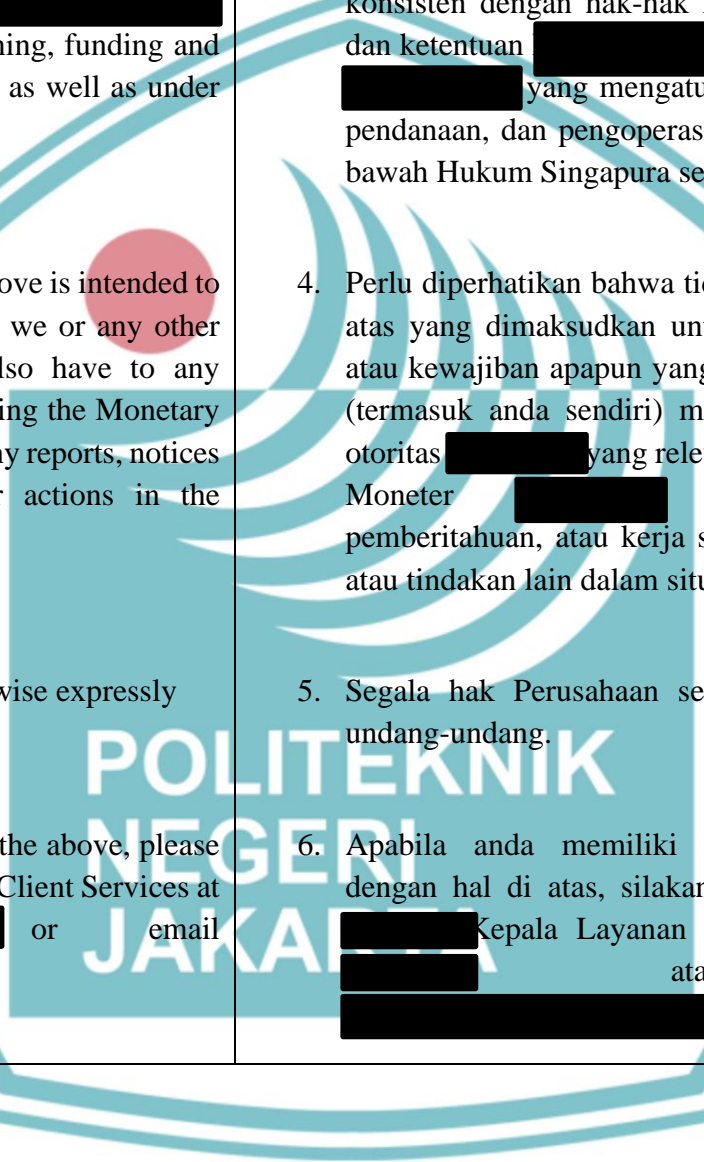 ning, funding and
as well as under
ove is intended to
we or any other
lso have to any
ing the Monetary
ny reports, notices
r actions in the
wise expressly
the above, please
Client Services at
or email
konsisten dengan hak-hak
dan ketentuan
yang mengatu
pendanaan, dan pengoperas
bawah Hukum Singapura se
4. Perlu diperhatikan bahwa tid
atas yang dimaksudkan unt
atau kewajiban apapun yang
(termasuk anda sendiri) m
otoritas yang relev
Moneter
pemberitahuan, atau kerja s
atau tindakan lain dalam situ
5. Segala hak Perusahaan se
undang-undang.
6. Apabila anda memiliki
dengan hal di atas, silakan
Kepala Layanan
ata
POLITEKNIK
NEGERI
JAKARTA